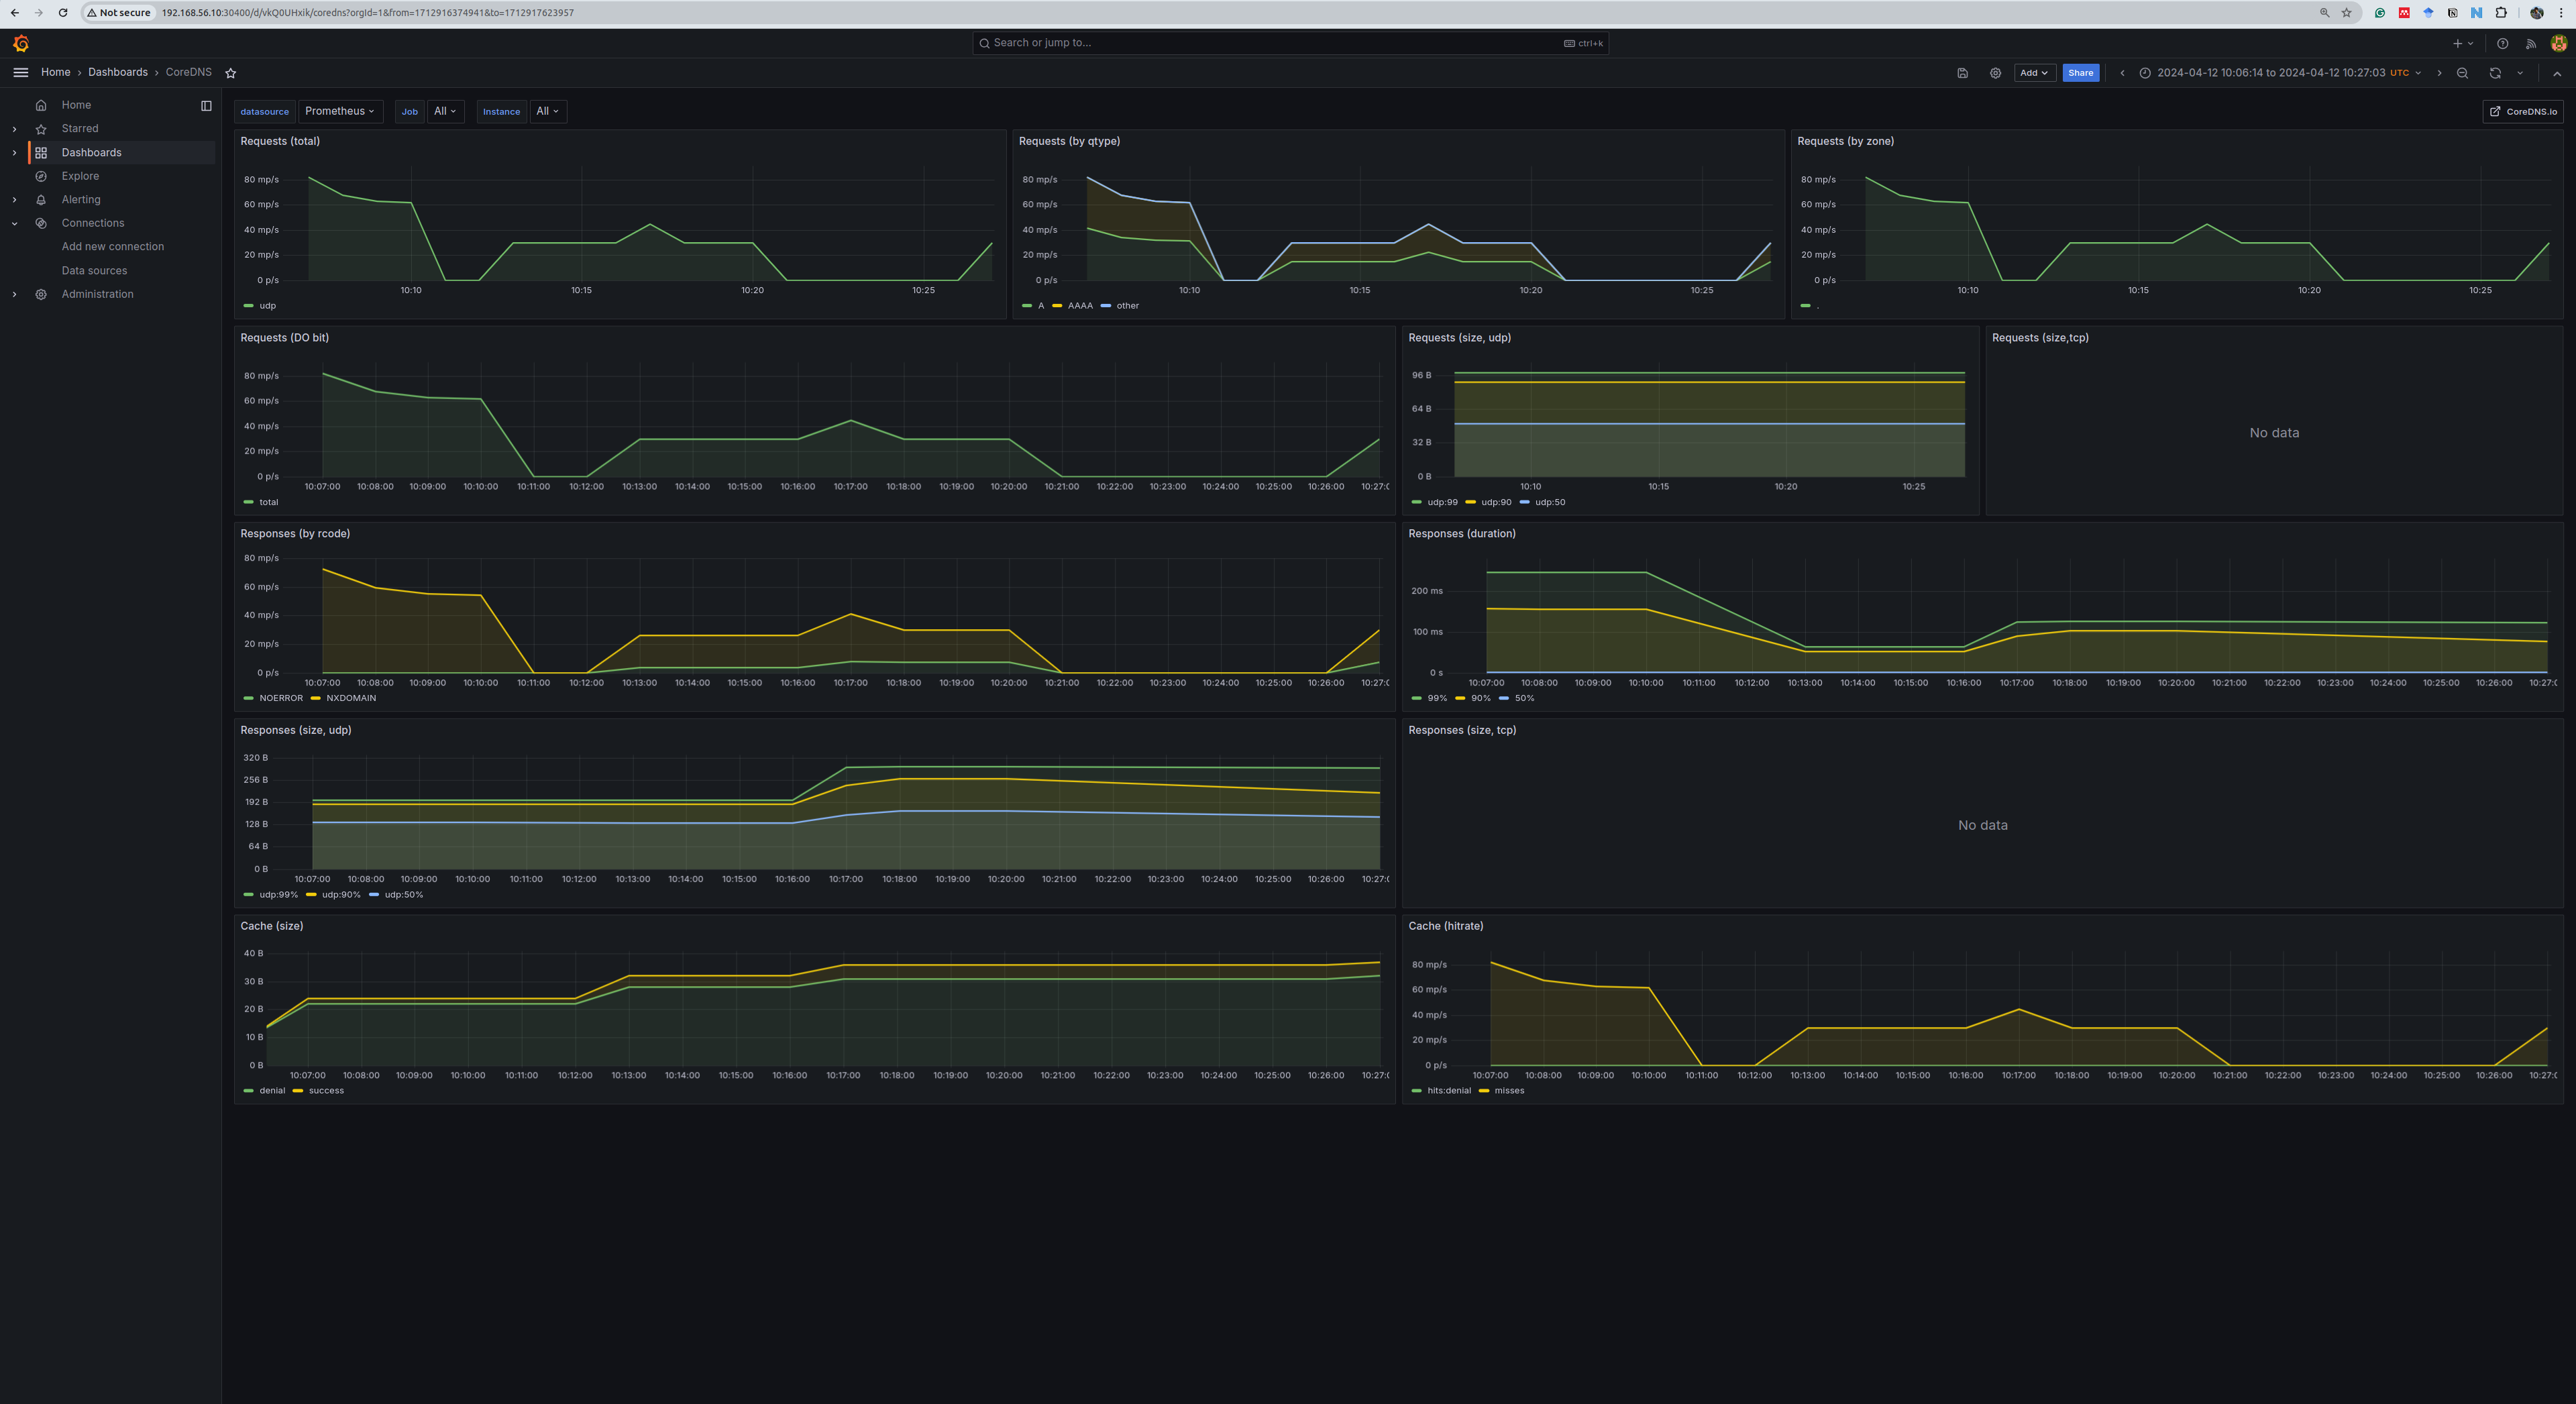 Not secure 192.168.56.10:30400/d/vkQ0UHxik/coredns?orgId=1&from=1712916374941&to=1712917623957
Search or jump to... ctrl+k
Home › Dashboards › CoreDNS
Add Share 2024-04-12 10:06:14 to 2024-04-12 10:27:03 UTC
Home
Starred
Dashboards
Explore
Alerting
Connections
Add new connection
Data sources
Administration
datasource Prometheus Job All Instance All CoreDNS.io
Requests (total)
80 mp/s
60 mp/s
40 mp/s
20 mp/s
0 p/s
10:10 10:15 10:20 10:25
udp
Requests (by qtype)
80 mp/s
60 mp/s
40 mp/s
20 mp/s
0 p/s
10:10 10:15 10:20 10:25
A AAAA other
Requests (by zone)
80 mp/s
60 mp/s
40 mp/s
20 mp/s
0 p/s
10:10 10:15 10:20 10:25
.
Requests (DO bit)
80 mp/s
60 mp/s
40 mp/s
20 mp/s
0 p/s
10:07:00 10:08:00 10:09:00 10:10:00 10:11:00 10:12:00 10:13:00 10:14:00 10:15:00 10:16:00 10:17:00 10:18:00 10:19:00 10:20:00 10:21:00 10:22:00 10:23:00 10:24:00 10:25:00 10:26:00 10:27:0
total
Requests (size, udp)
96 B
64 B
32 B
0 B
10:10 10:15 10:20 10:25
udp:99 udp:90 udp:50
Requests (size,tcp)
No data
Responses (by rcode)
80 mp/s
60 mp/s
40 mp/s
20 mp/s
0 p/s
10:07:00 10:08:00 10:09:00 10:10:00 10:11:00 10:12:00 10:13:00 10:14:00 10:15:00 10:16:00 10:17:00 10:18:00 10:19:00 10:20:00 10:21:00 10:22:00 10:23:00 10:24:00 10:25:00 10:26:00 10:27:0
NOERROR NXDOMAIN
Responses (duration)
200 ms
100 ms
0 s
10:07:00 10:08:00 10:09:00 10:10:00 10:11:00 10:12:00 10:13:00 10:14:00 10:15:00 10:16:00 10:17:00 10:18:00 10:19:00 10:20:00 10:21:00 10:22:00 10:23:00 10:24:00 10:25:00 10:26:00 10:27:0
99% 90% 50%
Responses (size, udp)
320 B
256 B
192 B
128 B
64 B
0 B
10:07:00 10:08:00 10:09:00 10:10:00 10:11:00 10:12:00 10:13:00 10:14:00 10:15:00 10:16:00 10:17:00 10:18:00 10:19:00 10:20:00 10:21:00 10:22:00 10:23:00 10:24:00 10:25:00 10:26:00 10:27:0
udp:99% udp:90% udp:50%
Responses (size, tcp)
No data
Cache (size)
40 B
30 B
20 B
10 B
0 B
10:07:00 10:08:00 10:09:00 10:10:00 10:11:00 10:12:00 10:13:00 10:14:00 10:15:00 10:16:00 10:17:00 10:18:00 10:19:00 10:20:00 10:21:00 10:22:00 10:23:00 10:24:00 10:25:00 10:26:00 10:27:0
denial success
Cache (hitrate)
80 mp/s
60 mp/s
40 mp/s
20 mp/s
0 p/s
10:07:00 10:08:00 10:09:00 10:10:00 10:11:00 10:12:00 10:13:00 10:14:00 10:15:00 10:16:00 10:17:00 10:18:00 10:19:00 10:20:00 10:21:00 10:22:00 10:23:00 10:24:00 10:25:00 10:26:00 10:27:0
hits:denial misses